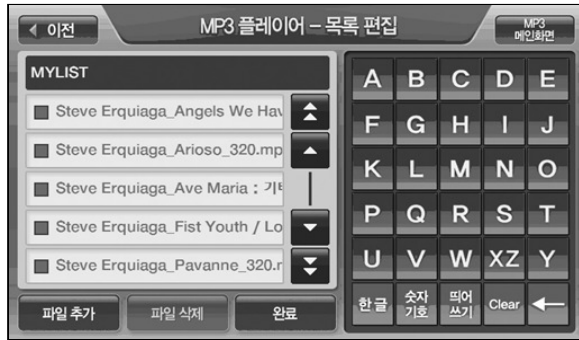 이전
MP3 플레이어 – 목록 편집
MP3
메인화면
MYLIST
Steve Erquiaga_Angels We Hav
Steve Erquiaga_Arioso_320.mp
Steve Erquiaga_Ave Maria : 기타
Steve Erquiaga_Fist Youth / Lo
Steve Erquiaga_Pavanne_320.r
파일 추가 파일 삭제 완료
A B C D E
F G H I J
K L M N O
P Q R S T
U V W XZ Y
한글 숫자 띄어 Clear
기호 쓰기